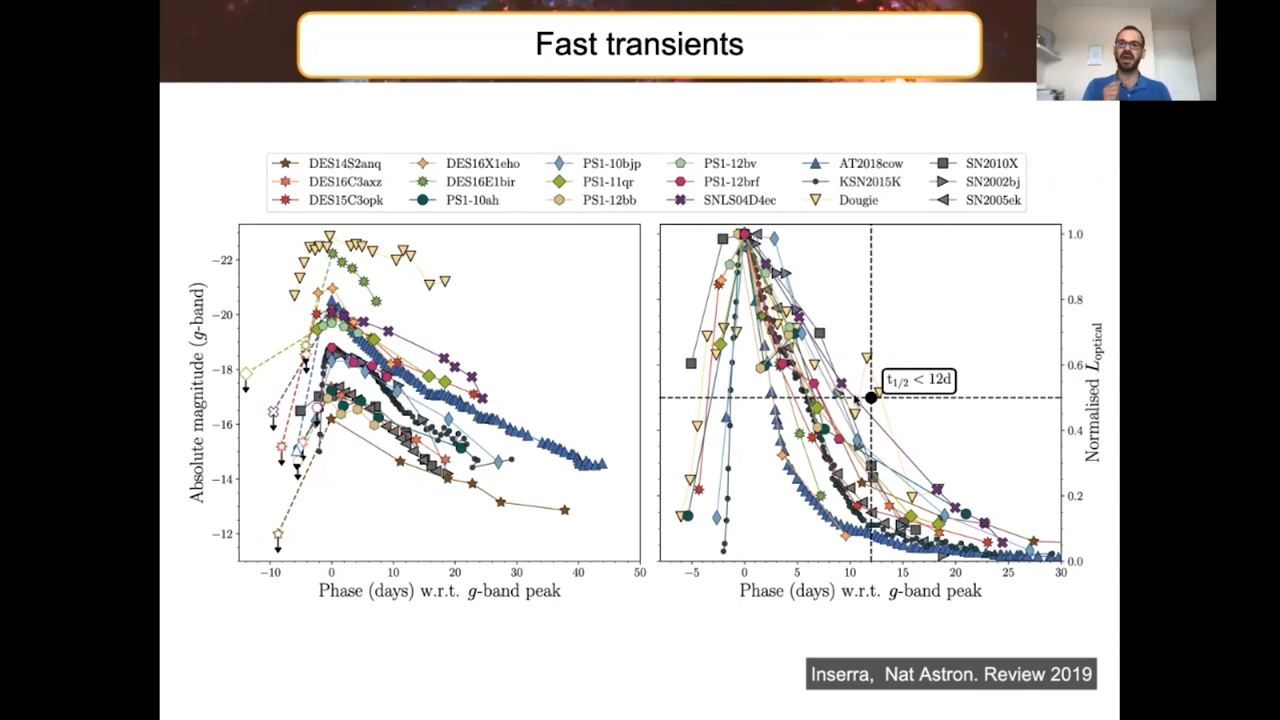 Fast transients
DES14S2anq DES16X1eho PS1-10bjp PS1-12bv AT2018cow SN2010X
DES16C3axz DES16E1bir PS1-11qr PS1-12brf KSN2015K SN2002bj
DES15C3opk PS1-10ah PS1-12bb SNLS04D4ec Dougie SN2005ek
Absolute magnitude (g-band)
−22
−20
−18
−16
−14
−12
−10 0 10 20 30 40 50
Phase (days) w.r.t. g-band peak
t1/2 < 12d
1.0
0.8
0.6
0.4
0.2
0.0
Normalised Loptical
−5 0 5 10 15 20 25 30
Phase (days) w.r.t. g-band peak
Inserra, Nat Astron. Review 2019